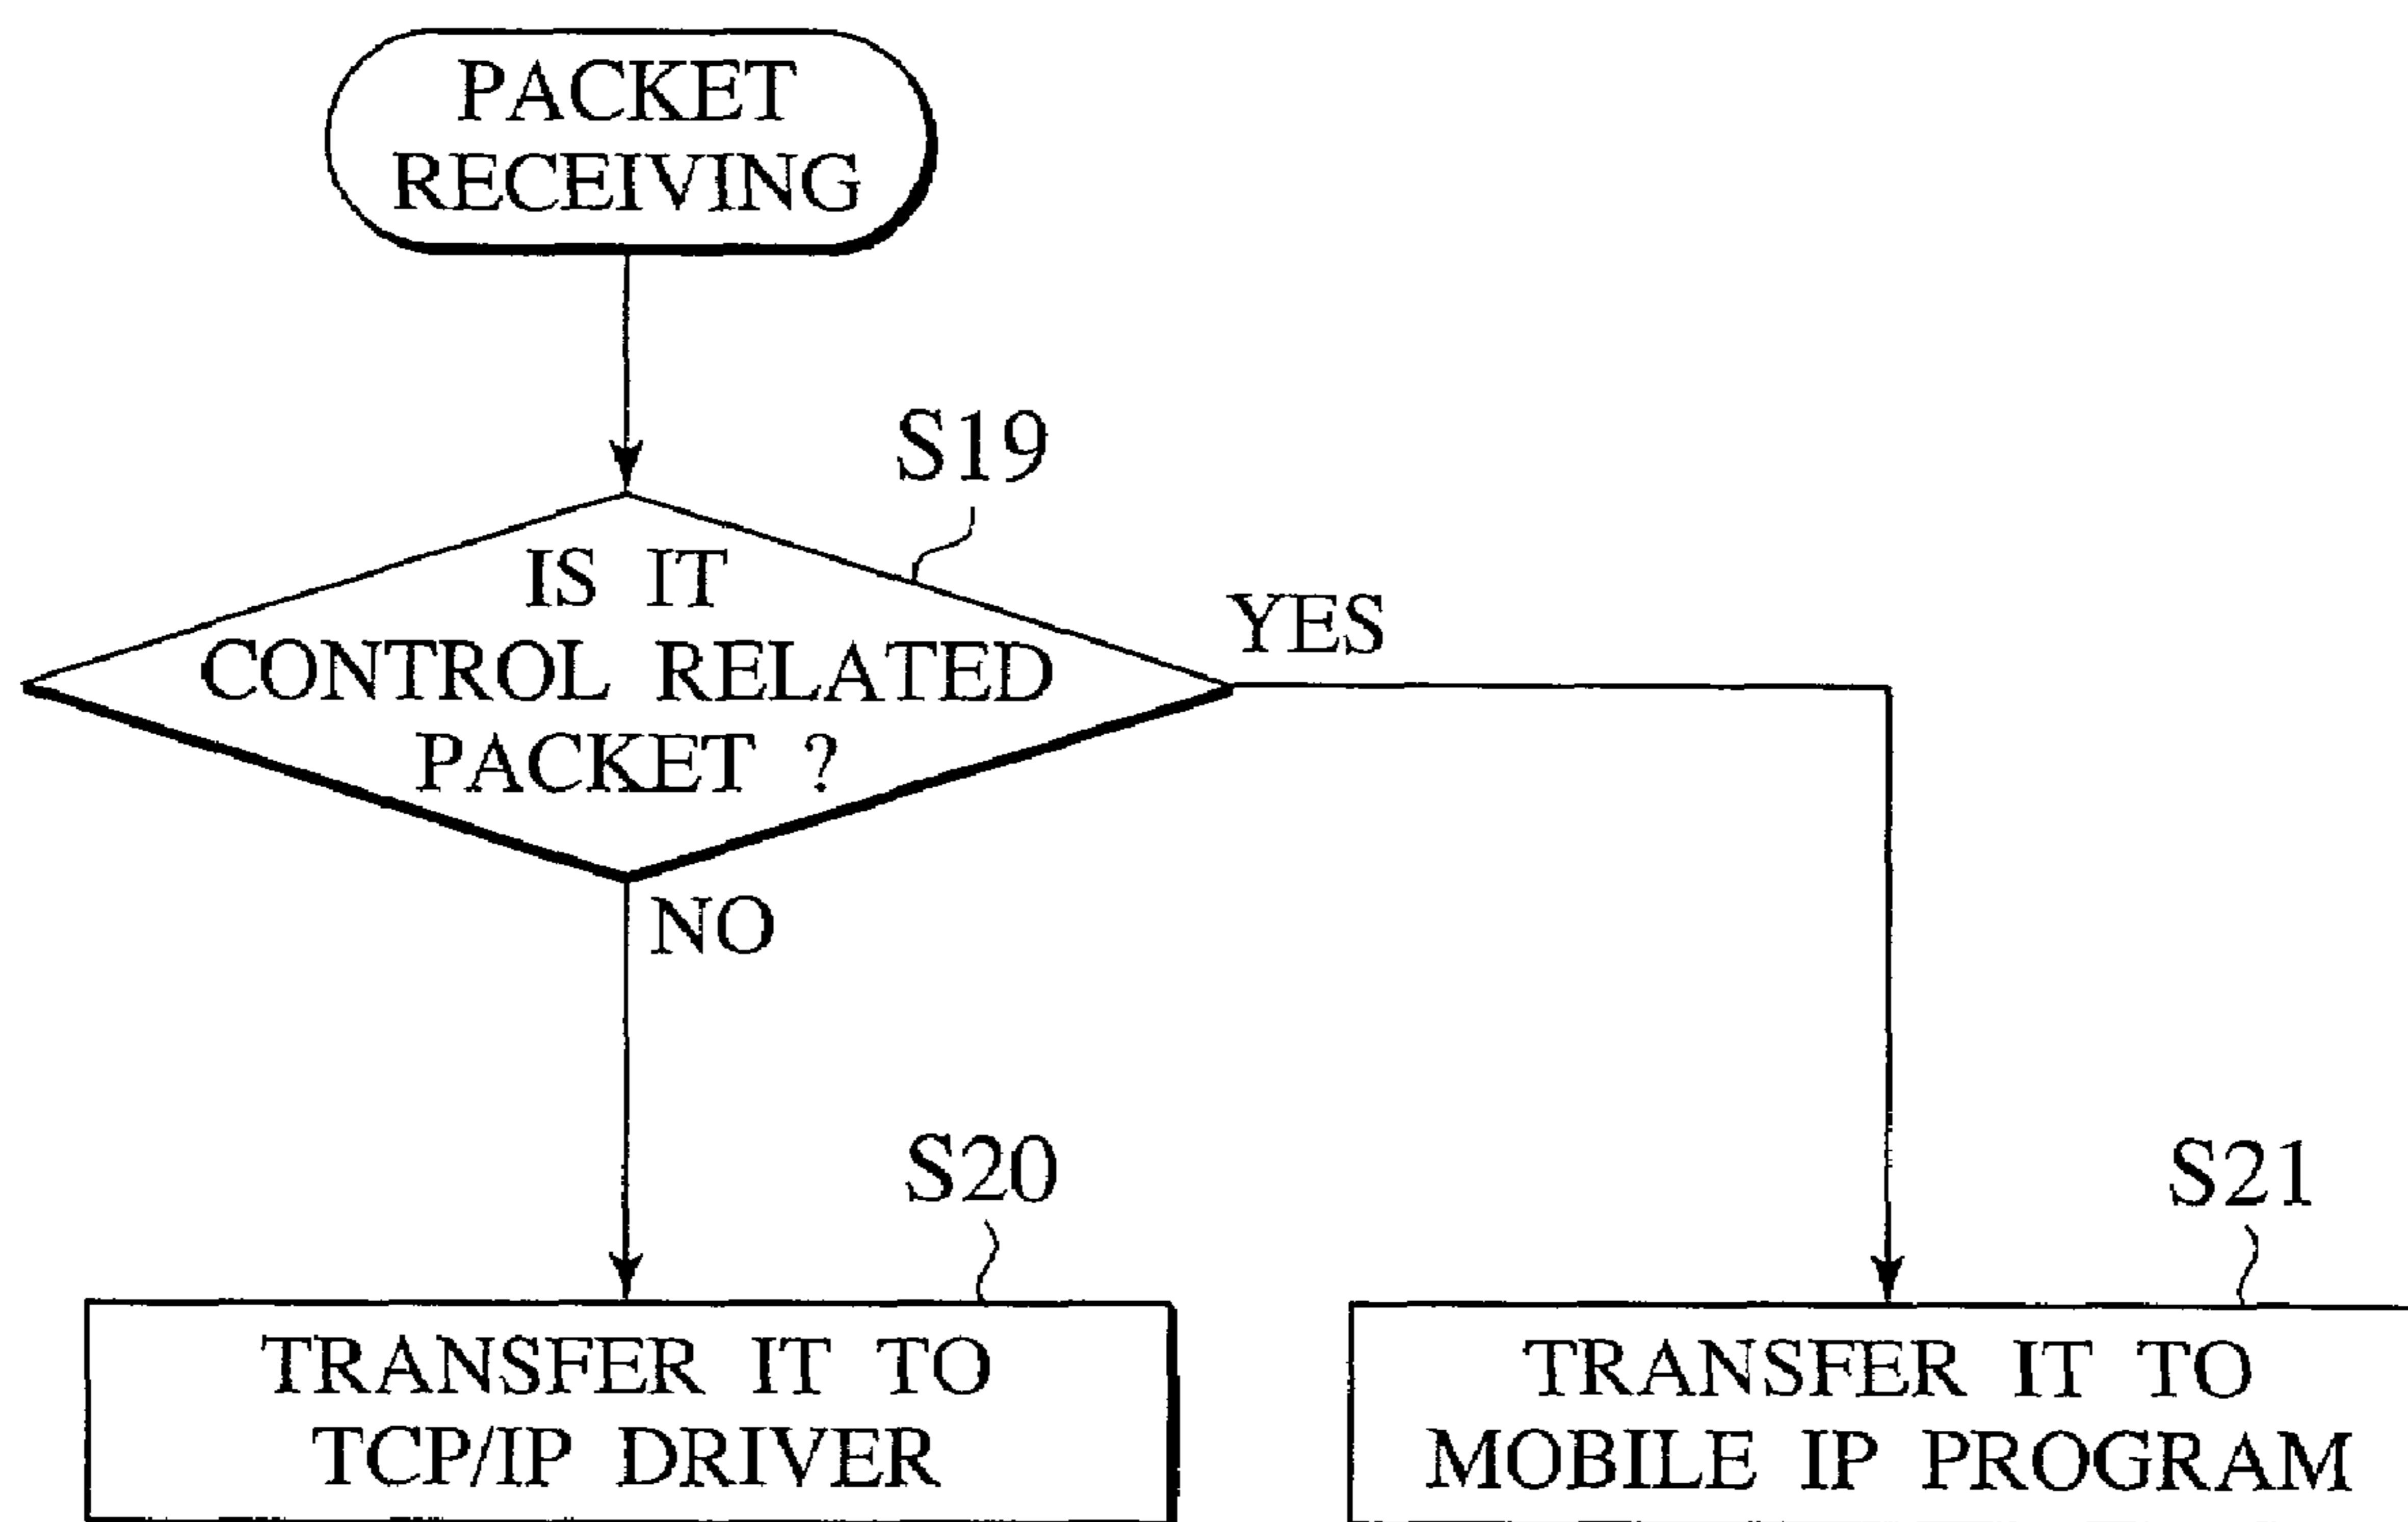 PACKET
RECEIVING
S19
IS IT
CONTROL RELATED
PACKET ?
YES
NO
S20
S21
TRANSFER IT TO
TCP/IP DRIVER
TRANSFER IT TO
MOBILE IP PROGRAM